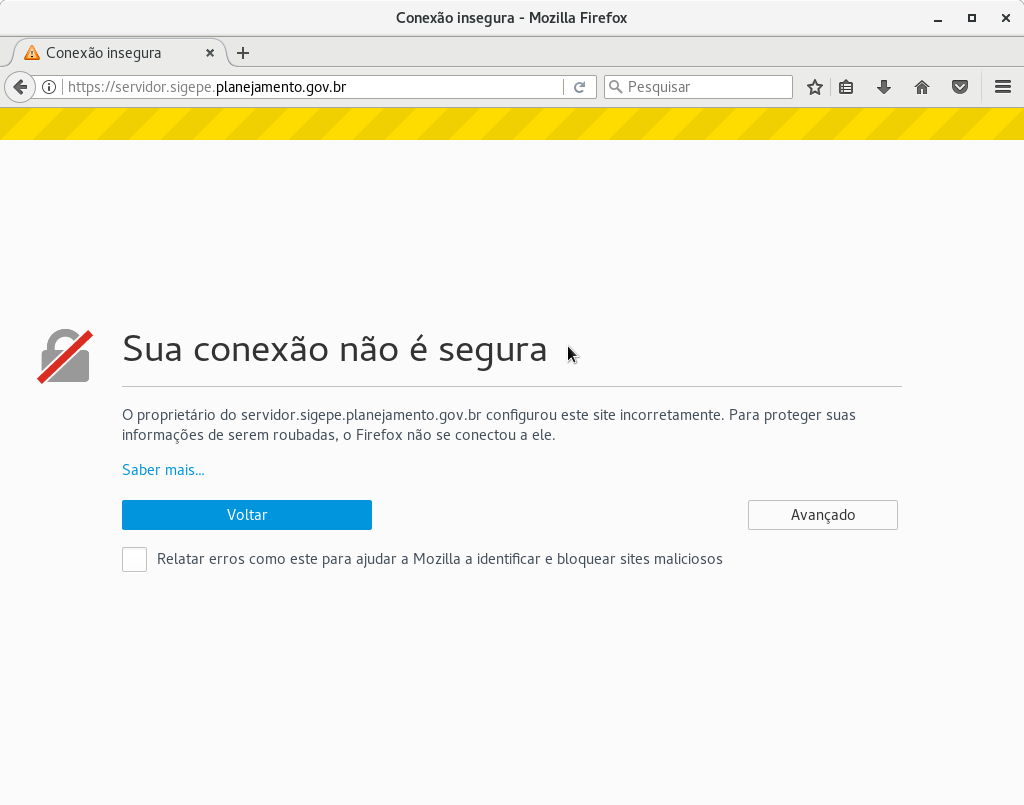 Conexão insegura - Mozilla Firefox
Conexão insegura
https://servidor.sigepe.planejamento.gov.br
Pesquisar
Sua conexão não é segura
O proprietário do servidor.sigepe.planejamento.gov.br configurou este site incorretamente. Para proteger suas
informações de serem roubadas, o Firefox não se conectou a ele.
Saber mais...
Voltar
Avançado
Relatar erros como este para ajudar a Mozilla a identificar e bloquear sites maliciosos